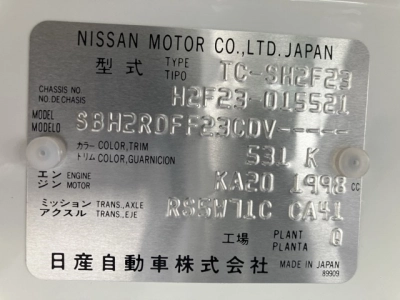 NISSAN MOTOR CO.,LTD.JAPAN
型式 TYPE TIPO TC-SH2F23
CHASSIS NO NO.DE CHASIS H2F23-015521
MODEL MODELO SBH2RDFF23CDV-----
カラー COLOR,TRIM トリム COLOR,GUARNICION 531 K
エンジン ENGINE MOTOR KA20 1998 CC
ミッション TRANS.,AXLE アクスル TRANS.,EJE RS5W71C CA41
工場 PLANT PLANTA Q
日産自動車株式会社 MADE IN JAPAN
89909